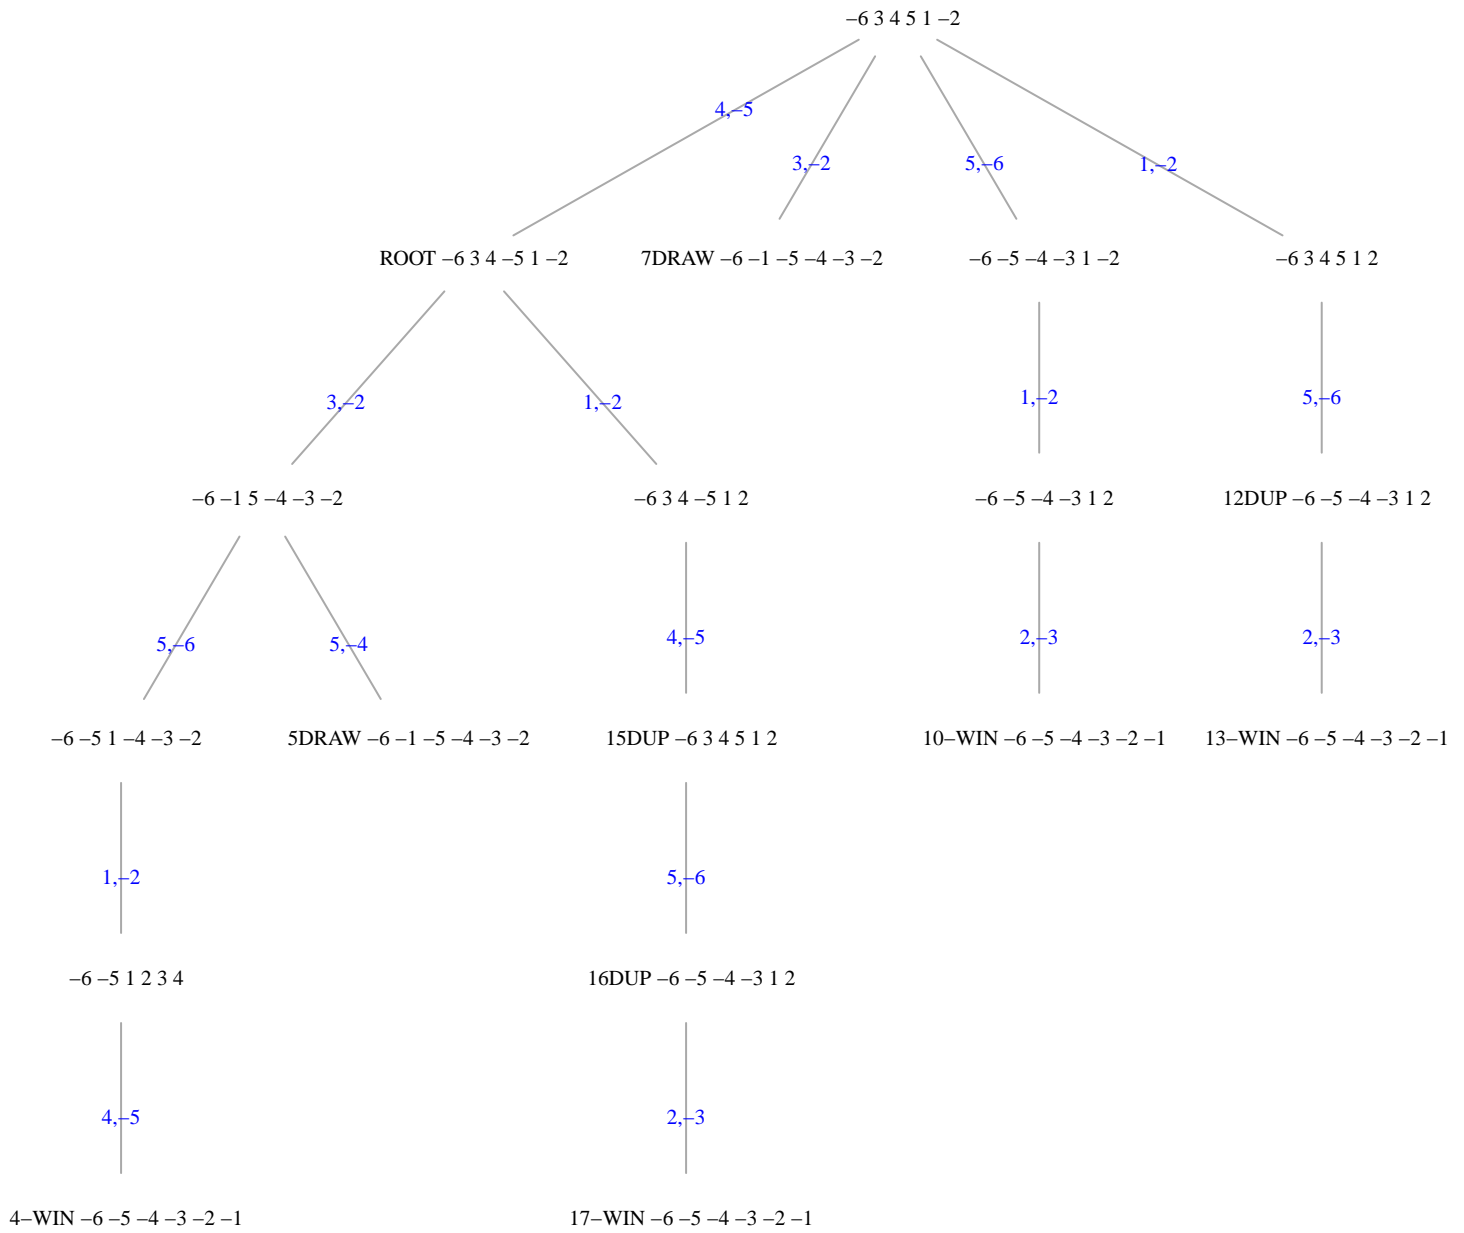 −6 3 4 5 1 −2
4,−5
3,−2
5,−6
1,−2
ROOT −6 3 4 −5 1 −2
7DRAW −6 −1 −5 −4 −3 −2
−6 −5 −4 −3 1 −2
−6 3 4 5 1 2
3,−2
1,−2
1,−2
5,−6
−6 −1 5 −4 −3 −2
−6 3 4 −5 1 2
−6 −5 −4 −3 1 2
12DUP −6 −5 −4 −3 1 2
5,−6
5,−4
4,−5
2,−3
2,−3
−6 −5 1 −4 −3 −2
5DRAW −6 −1 −5 −4 −3 −2
15DUP −6 3 4 5 1 2
10−WIN −6 −5 −4 −3 −2 −1
13−WIN −6 −5 −4 −3 −2 −1
1,−2
5,−6
−6 −5 1 2 3 4
16DUP −6 −5 −4 −3 1 2
4,−5
2,−3
4−WIN −6 −5 −4 −3 −2 −1
17−WIN −6 −5 −4 −3 −2 −1